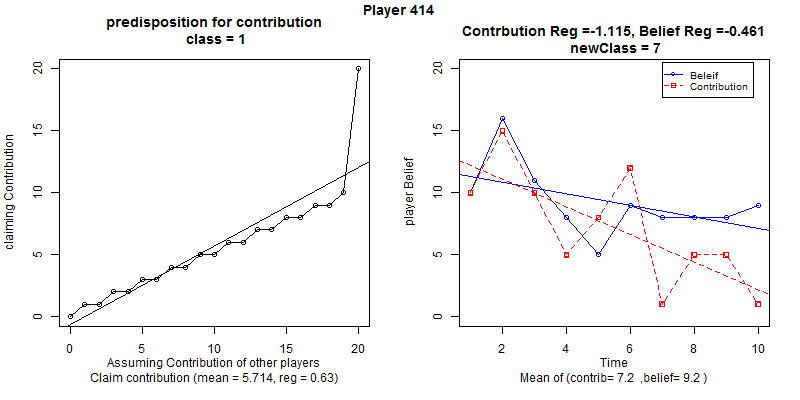 Player 414
predisposition for contribution
class = 1
claiming Contribution
20
15
10
5
0
0
5
10
15
20
Assuming Contribution of other players
Claim contribution (mean = 5.714, reg = 0.63)
Contrbution Reg =-1.115, Belief Reg =-0.461
newClass = 7
Beleif
Contribution
player Belief
20
15
10
5
0
2
4
6
8
10
Time
Mean of (contrib= 7.2 ,belief= 9.2 )